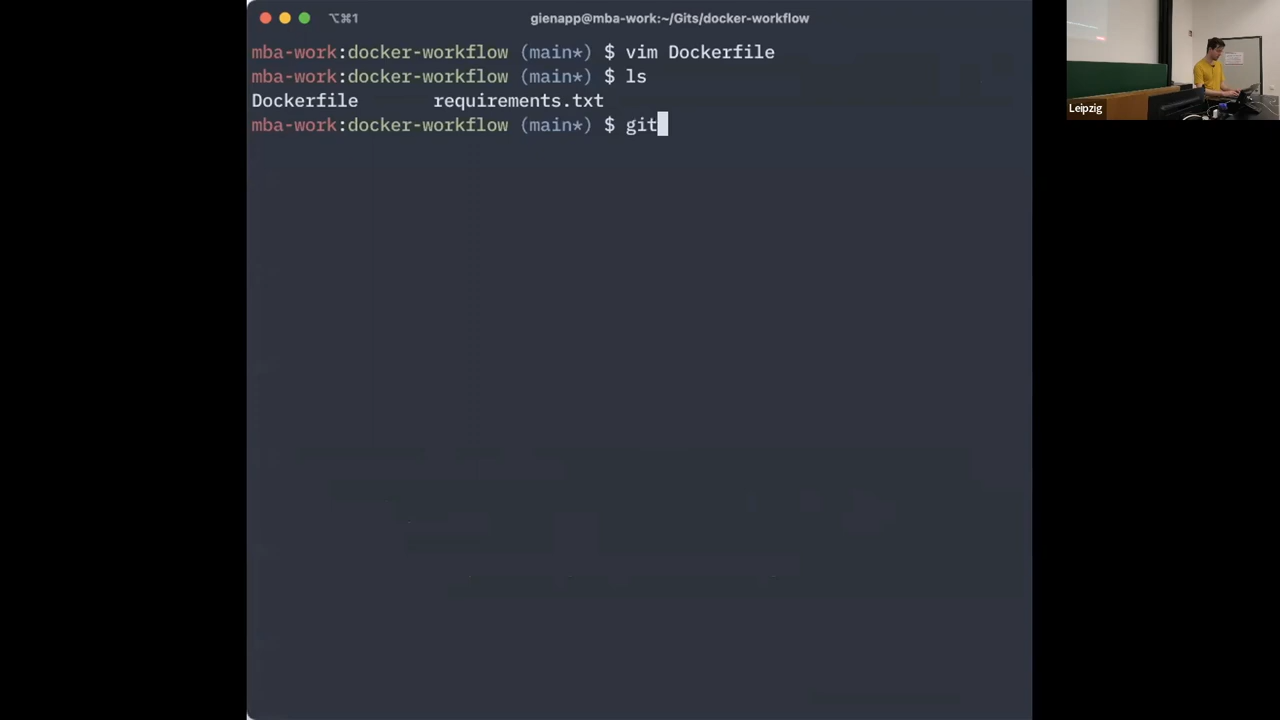 ⌥⌘1
gienapp@mba-work:~/Gits/docker-workflow
mba-work:docker-workflow (main*) $ vim Dockerfile
mba-work:docker-workflow (main*) $ ls
Dockerfile requirements.txt
mba-work:docker-workflow (main*) $ git
Leipzig